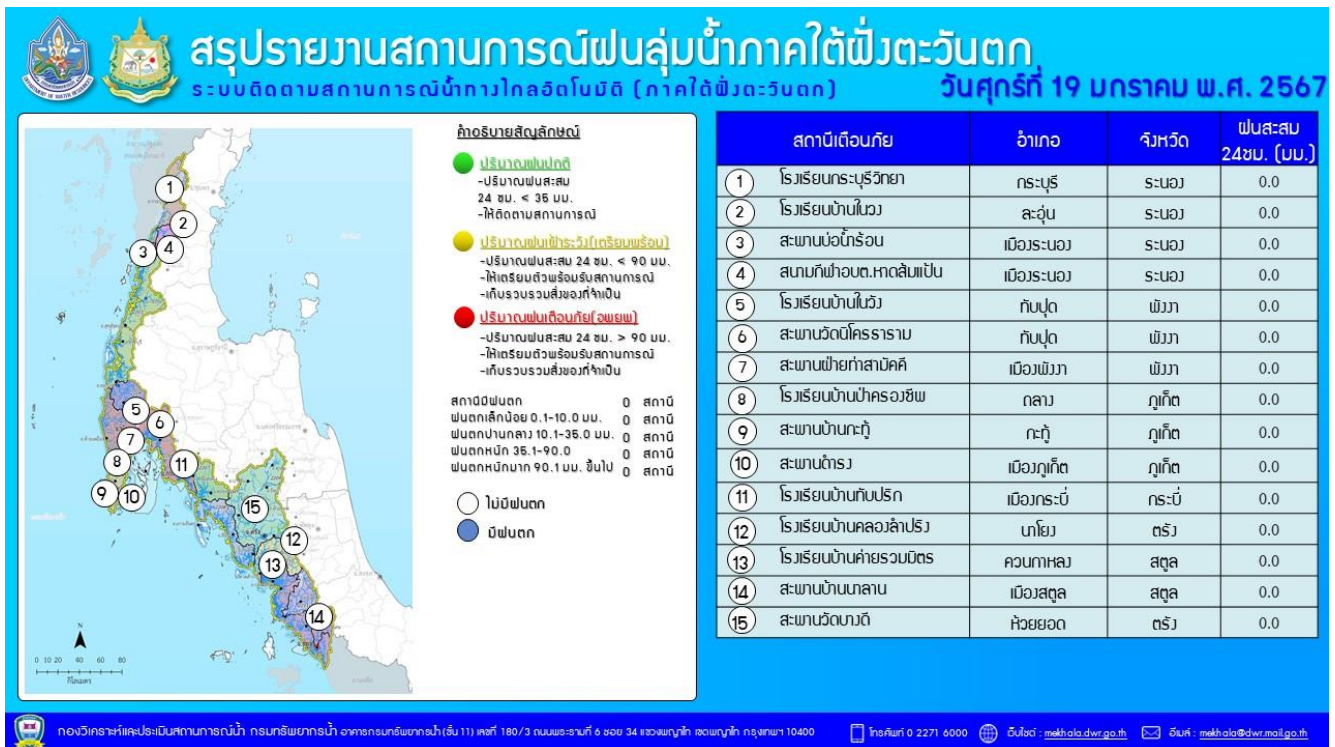 สรุปรายงานสถานการณ์ฝนลุ่มน้ำภาคใต้ฝั่งตะวันตก
ระบบติดตามสถานการณ์น้ำทางไกลอัตโนมัติ (ภาคใต้ฝั่งตะวันตก)
วันศุกร์ที่ 19 มกราคม พ.ศ. 2567
คำอธิบายสัญลักษณ์
ปริมาณฝนปกติ
-ปริมาณฝนสะสม
24 ชม. < 35 มม.
-ให้ติดตามสถานการณ์
ปริมาณฝนเฝ้าระวัง(เตรียมพร้อม)
-ปริมาณฝนสะสม 24 ชม. < 90 มม.
-ให้เตรียมตัวพร้อมรับสถานการณ์
-เก็บรวบรวมสิ่งของที่จำเป็น
ปริมาณฝนเตือนภัย(อพยพ)
-ปริมาณฝนสะสม 24 ชม. > 90 มม.
-ให้เตรียมตัวพร้อมรับสถานการณ์
-เก็บรวบรวมสิ่งของที่จำเป็น
สถานีมีฝนตก 0 สถานี
ฝนตกเล็กน้อย 0.1-10.0 มม. 0 สถานี
ฝนตกปานกลาง 10.1-35.0 มม. 0 สถานี
ฝนตกหนัก 35.1-90.0 0 สถานี
ฝนตกหนักมาก 90.1 มม. ขึ้นไป 0 สถานี
ไม่มีฝนตก
มีฝนตก
1
2
3 4
5
6
7
8
11
9 10
15
12
13
14
N
0 10 20 40 60 80
กิโลเมตร
สถานีเตือนภัย อำเภอ จังหวัด ฝนสะสม 24ชม. (มม.)
1 โรงเรียนกระบุรีวิทยา กระบุรี ระนอง 0.0
2 โรงเรียนบ้านในวง ละอุ่น ระนอง 0.0
3 สะพานบ่อน้ำร้อน เมืองระนอง ระนอง 0.0
4 สนามกีฬาอบต.หาดส้มแป้น เมืองระนอง ระนอง 0.0
5 โรงเรียนบ้านในวัง ทับปุด พังงา 0.0
6 สะพานวัดนิโครธาราม ทับปุด พังงา 0.0
7 สะพานฝ่ายท่าสามัคคี เมืองพังงา พังงา 0.0
8 โรงเรียนบ้านป่าครองชีพ ถลาง ภูเก็ต 0.0
9 สะพานบ้านกะทู้ กะทู้ ภูเก็ต 0.0
10 สะพานดำรง เมืองภูเก็ต ภูเก็ต 0.0
11 โรงเรียนบ้านทับปริก เมืองกระบี่ กระบี่ 0.0
12 โรงเรียนบ้านคลองลำปริง นาโยง ตรัง 0.0
13 โรงเรียนบ้านค่ายรวมมิตร ควนกาหลง สตูล 0.0
14 สะพานบ้านนาลาน เมืองสตูล สตูล 0.0
15 สะพานวัดบางดี ห้วยยอด ตรัง 0.0
กองวิเคราะห์และประเมินสถานการณ์น้ำ กรมทรัพยากรน้ำ อาคารกรมทรัพยากรน้ำ(ชั้น 11) เลขที่ 180/3 ถนนพระรามที่ 6 ซอย 34 แขวงพญาไท เขตพญาไท กรุงเทพฯ 10400 โทรศัพท์ 0 2271 6000 เว็บไซต์ : mekhala.dwr.go.th อีเมล์ : mekhala@dwr.mail.go.th